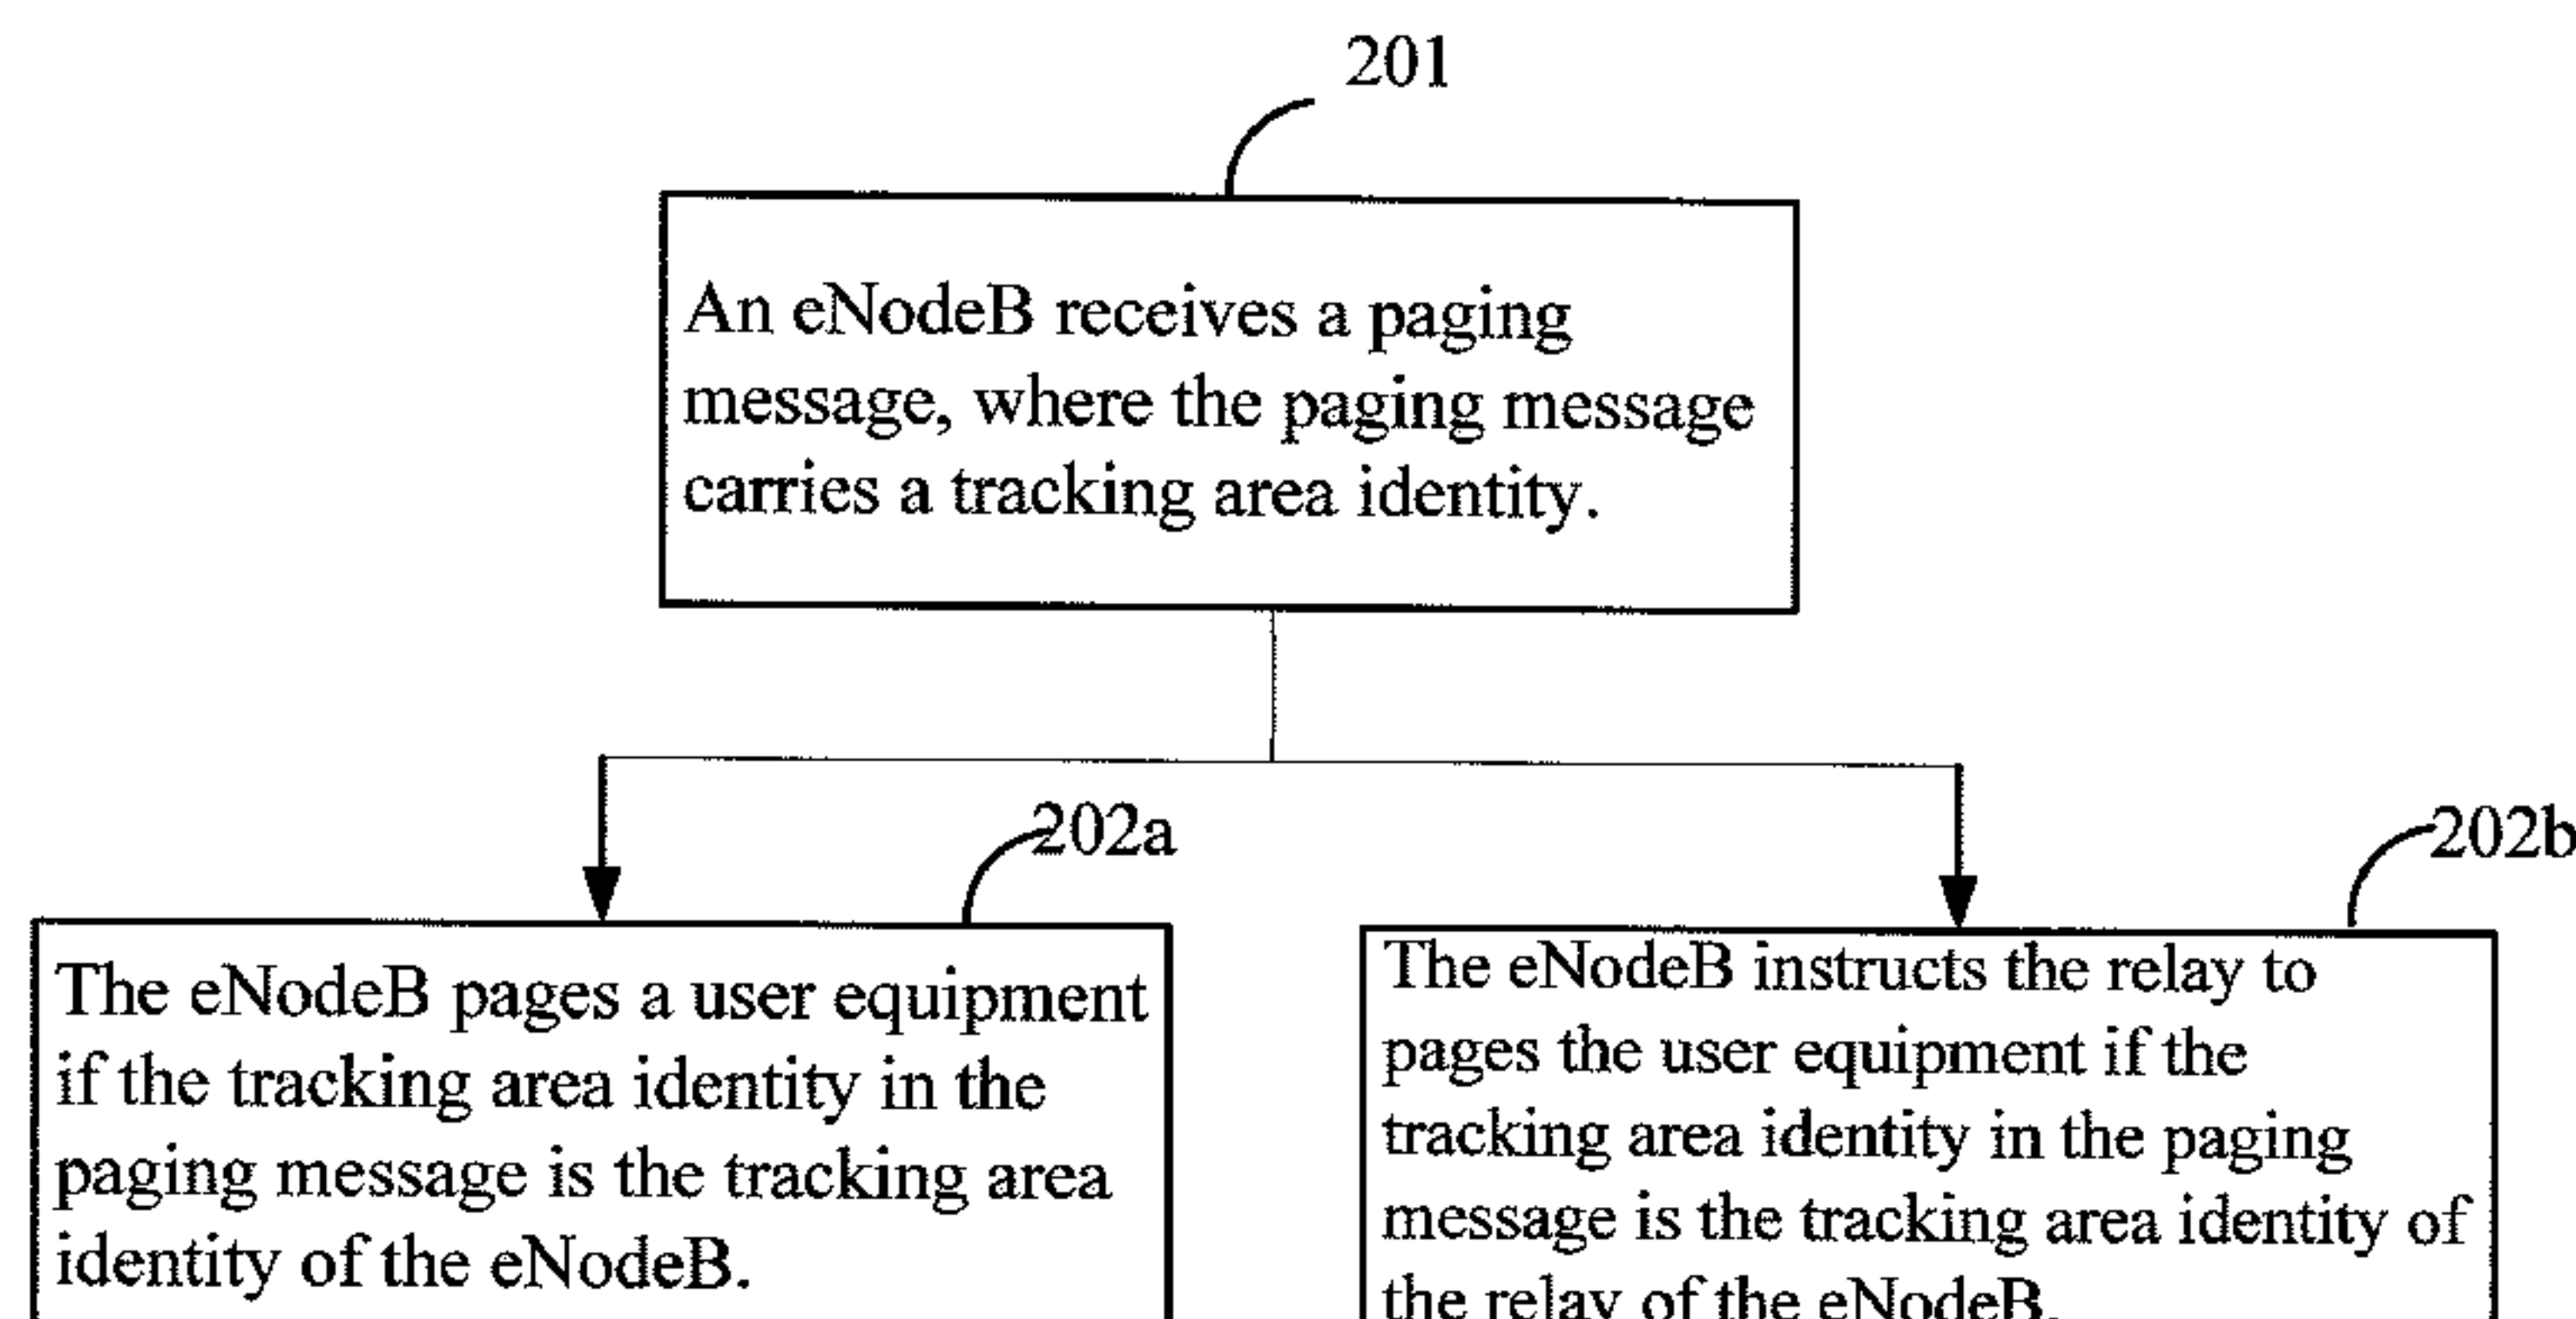 201
An eNodeB receives a paging
message, where the paging message
carries a tracking area identity.
202a
The eNodeB pages a user equipment
if the tracking area identity in the
paging message is the tracking area
identity of the eNodeB.
202b
The eNodeB instructs the relay to
pages the user equipment if the
tracking area identity in the paging
message is the tracking area identity of
the relay of the eNodeB.